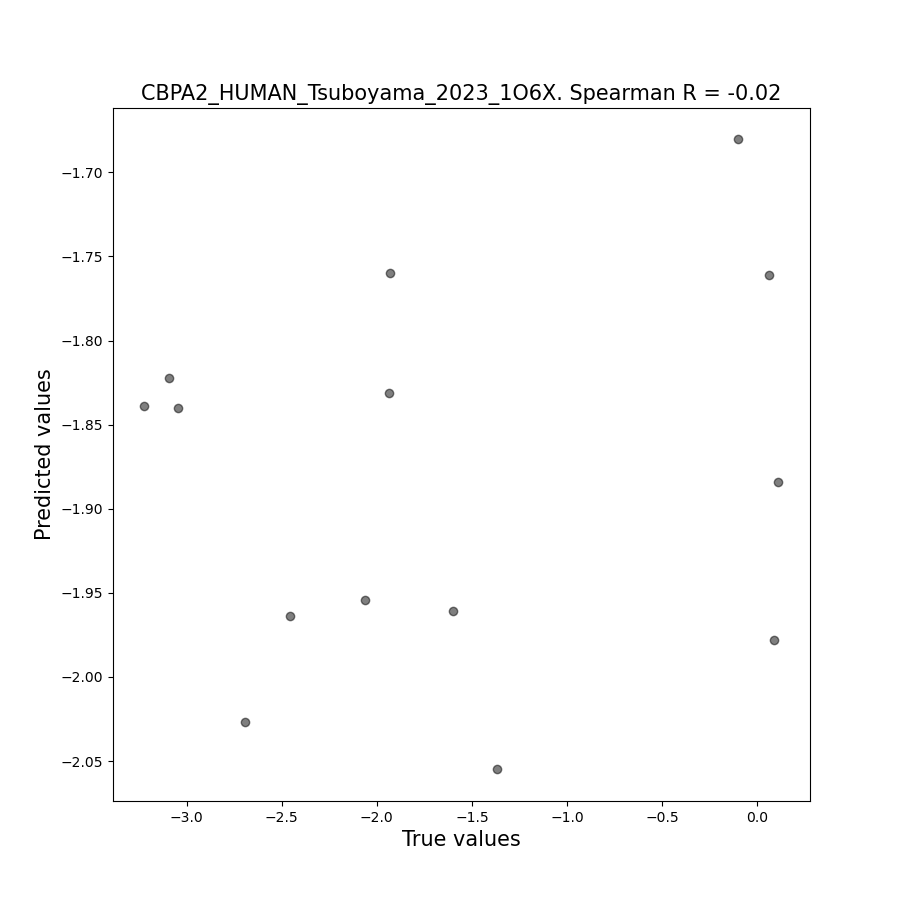 CBPA2_HUMAN_Tsuboyama_2023_1O6X. Spearman R = -0.02
−1.70
−1.75
−1.80
−1.85
−1.90
−1.95
−2.00
−2.05
Predicted values
−3.0 −2.5 −2.0 −1.5 −1.0 −0.5 0.0
True values